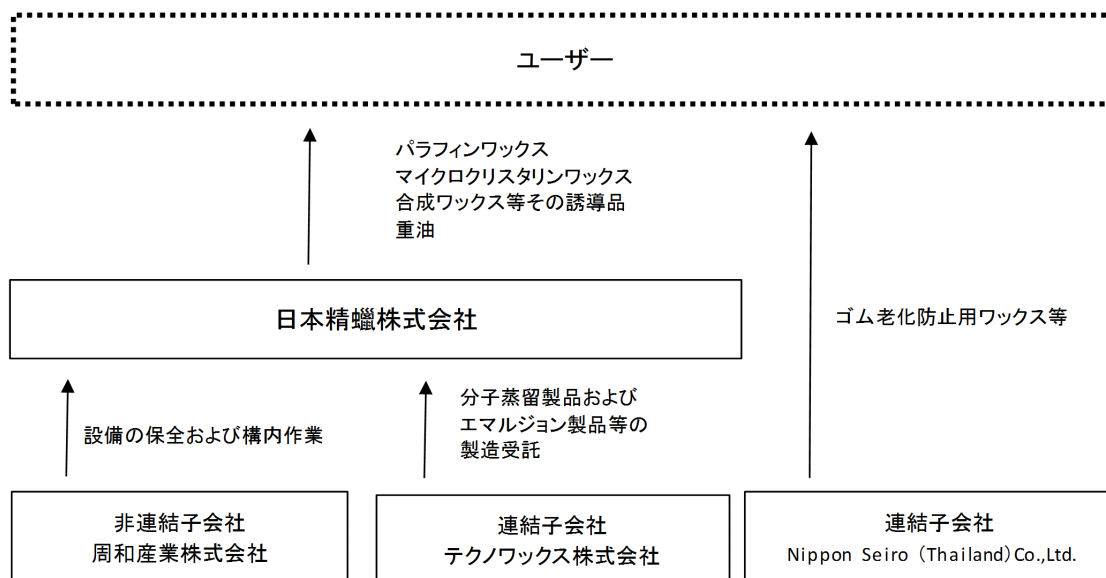 ユーザー
パラフィンワックス
マイクロクリスタリンワックス
合成ワックス等その誘導品
重油
日本精蠟株式会社
ゴム老化防止用ワックス等
設備の保全および構内作業
分子蒸留製品および
エマルジョン製品等の
製造受託
非連結子会社
周和産業株式会社
連結子会社
テクノワックス株式会社
連結子会社
Nippon Seiro (Thailand)Co.,Ltd.